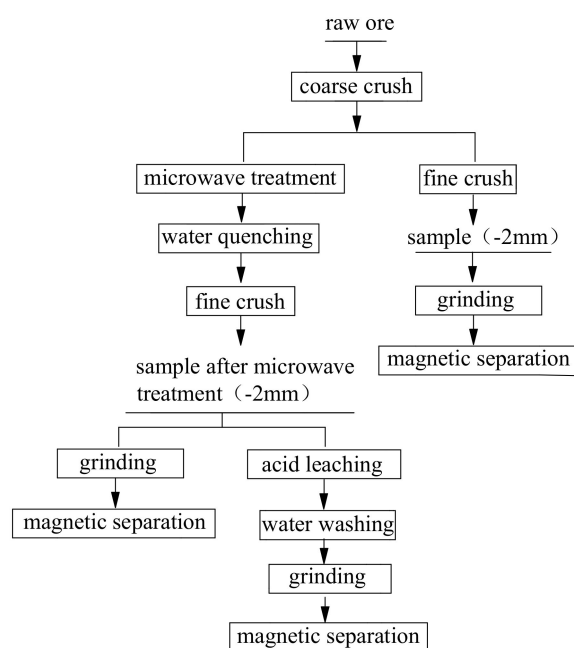 raw ore
coarse crush
microwave treatment
fine crush
water quenching
sample（-2mm）
fine crush
grinding
sample after microwave
treatment（-2mm）
magnetic separation
grinding
acid leaching
magnetic separation
water washing
grinding
magnetic separation